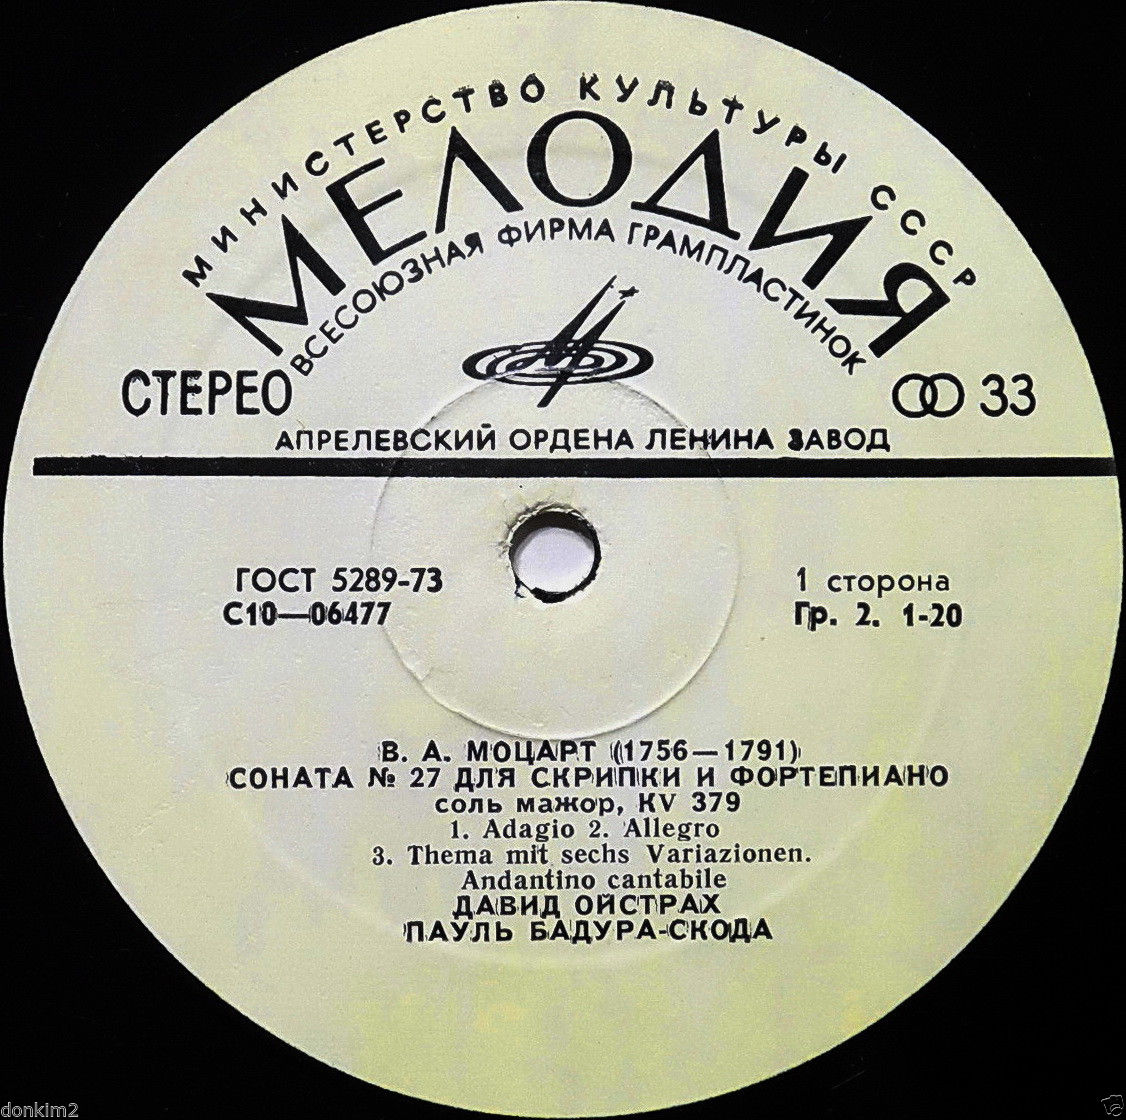 МИНИСТЕРСТВО КУЛЬТУРЫ СССР
МЕЛОДИЯ
ВСЕСОЮЗНАЯ ФИРМА ГРАМПЛАСТИНОК
СТЕРЕО
33
АПРЕЛЕВСКИЙ ОРДЕНА ЛЕНИНА ЗАВОД
ГОСТ 5289-73
1 сторона
С10—06477
Гр. 2. 1-20
В. А. МОЦАРТ (1756—1791)
СОНАТА № 27 ДЛЯ СКРИПКИ И ФОРТЕПИАНО
соль мажор, KV 379
1. Adagio 2. Allegro
3. Thema mit sechs Variazionen.
Andantino cantabile
ДАВИД ОЙСТРАХ
ПАУЛЬ БАДУРА-СКОДА
donkim2